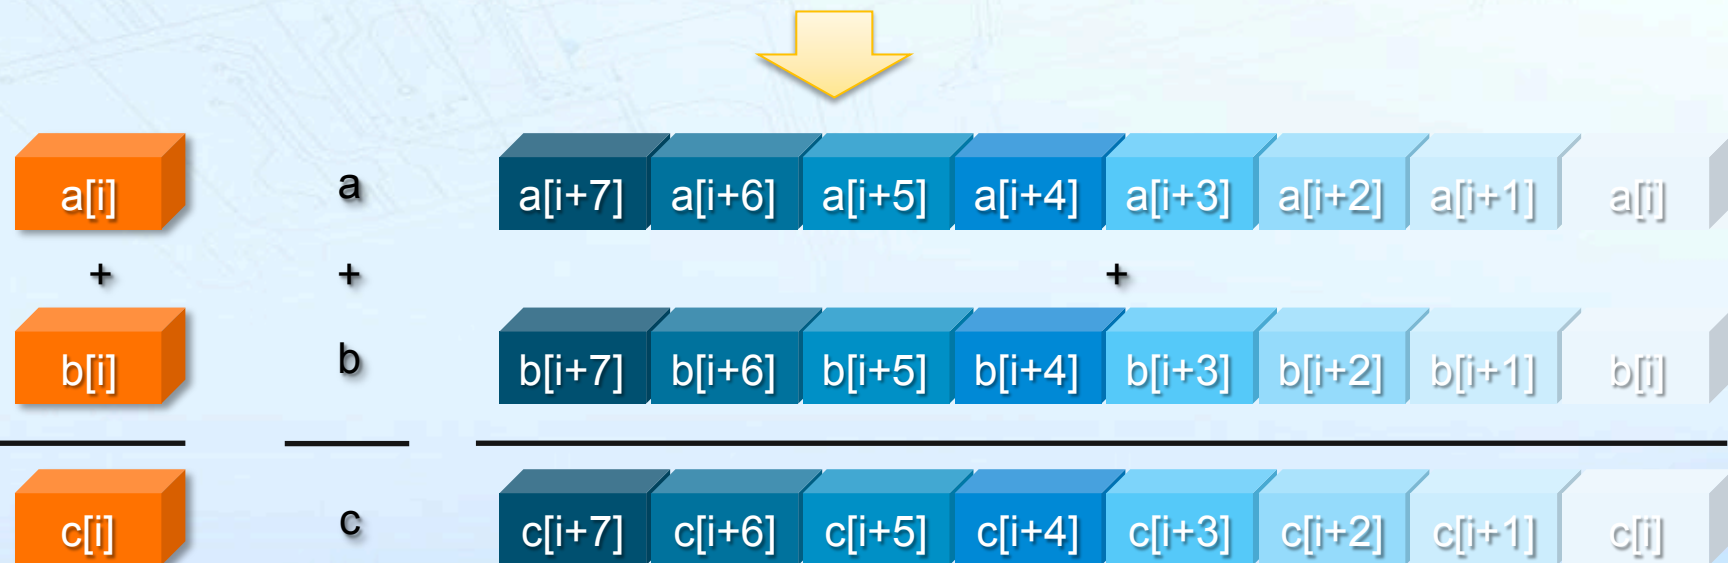 a[i] a a[i+7] a[i+6] a[i+5] a[i+4] a[i+3] a[i+2] a[i+1] a[i]
+ + +
b[i] b b[i+7] b[i+6] b[i+5] b[i+4] b[i+3] b[i+2] b[i+1] b[i]
c[i] c c[i+7] c[i+6] c[i+5] c[i+4] c[i+3] c[i+2] c[i+1] c[i]